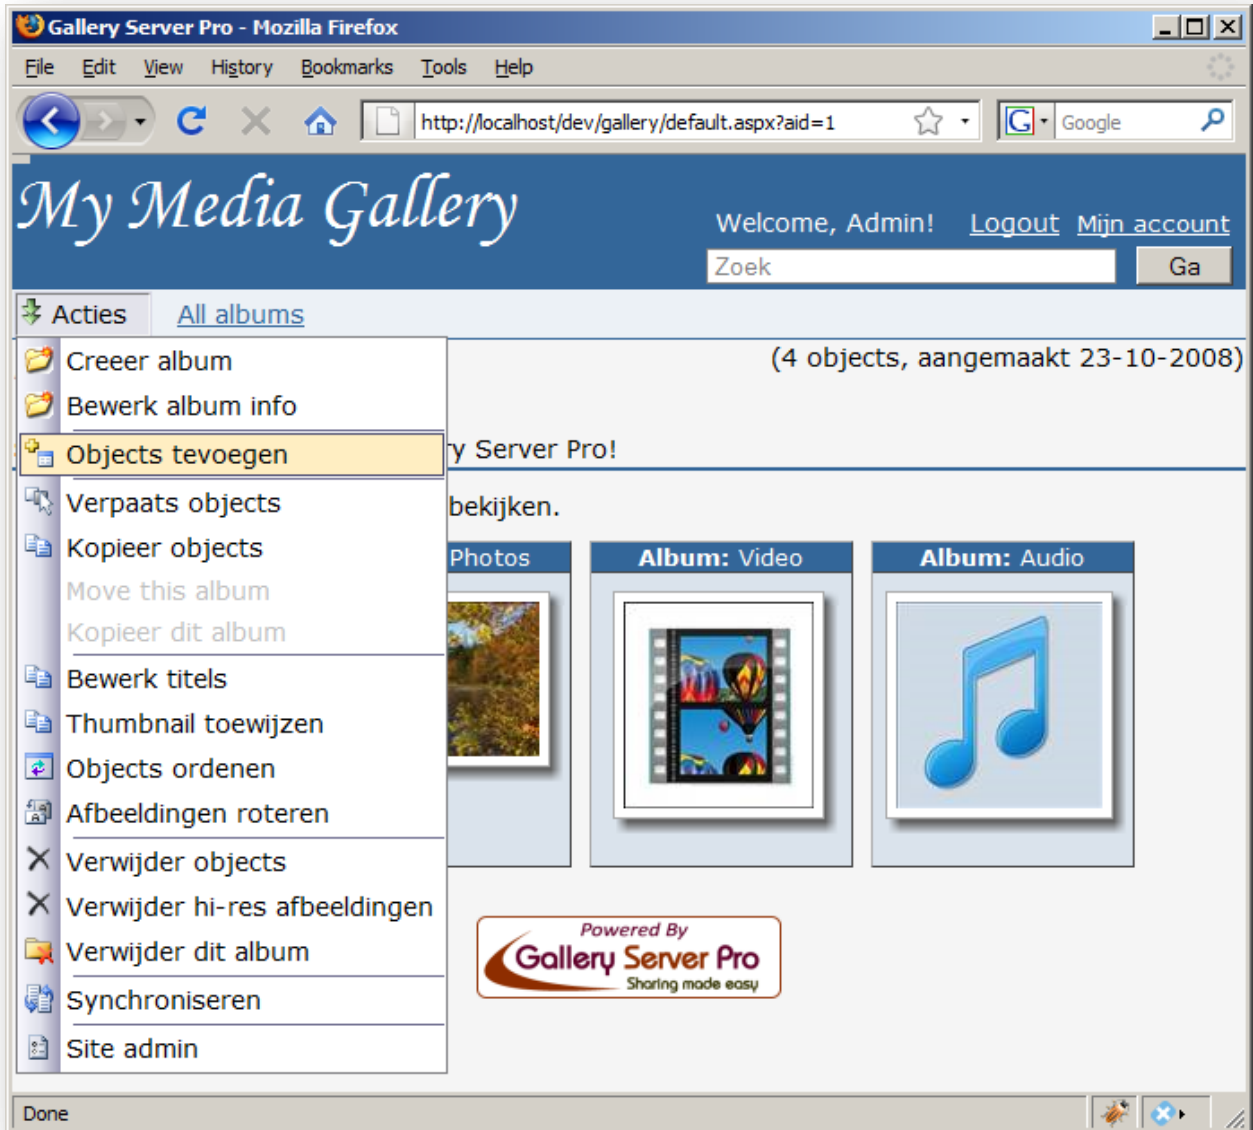 Gallery Server Pro - Mozilla Firefox
File Edit View History Bookmarks Tools Help
http://localhost/dev/gallery/default.aspx?aid=1 G Google
My Media Gallery
Welcome, Admin! Logout Mijn account
Zoek Ga
Acties All albums
(4 objects, aangemaakt 23-10-2008)
Creeer album
Bewerk album info
Objects tevoegen
y Server Pro!
Verpaats objects
bekijken.
Kopieer objects
Move this album
Kopieer dit album
Bewerk titels
Thumbnail toewijzen
Objects ordenen
Afbeeldingen roteren
Verwijder objects
Verwijder hi-res afbeeldingen
Verwijder dit album
Synchroniseren
Site admin
Photos
Album: Video
Album: Audio
Powered By
Gallery Server Pro
Sharing made easy
Done